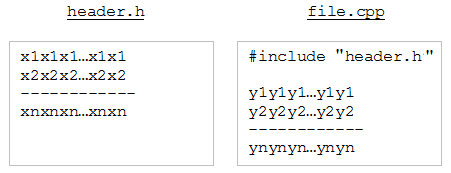 header.h
x1x1x1…x1x1
x2x2x2…x2x2
------------
xnxnxn…xnxn
file.cpp
#include "header.h"
y1y1y1…y1y1
y2y2y2…y2y2
------------
ynynyn…ynyn